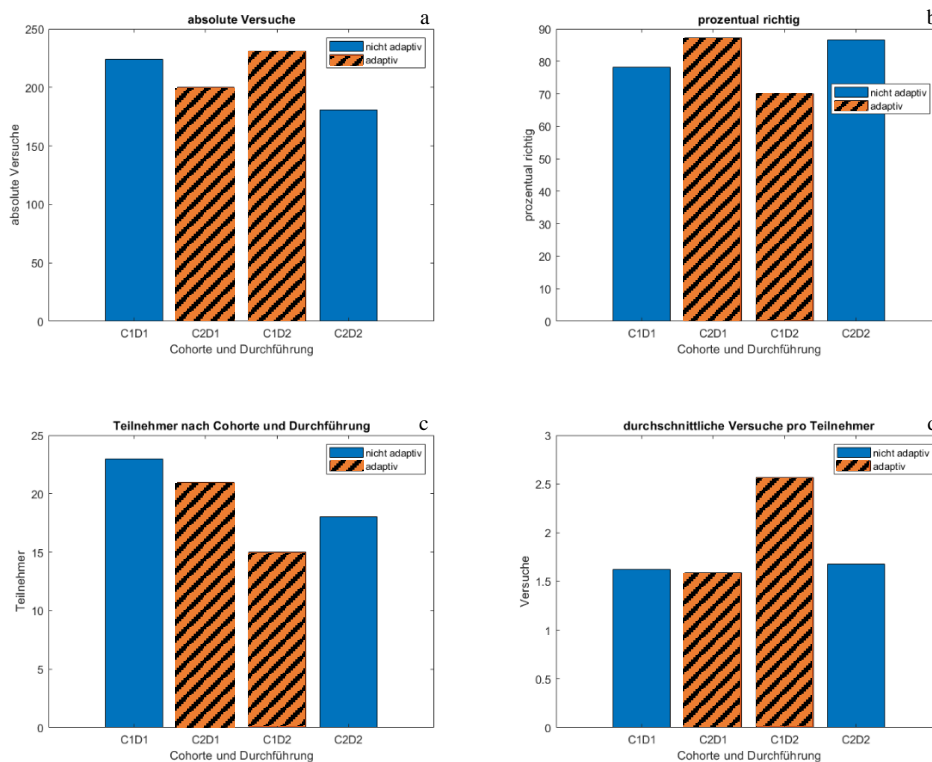 absolute Versuche
a
250
200
150
100
50
0
absolute Versuche
nicht adaptiv
adaptiv
C1D1 C2D1 C1D2 C2D2
Cohorte und Durchführung
prozentual richtig
b
90
80
70
60
50
40
30
20
10
0
prozentual richtig
nicht adaptiv
adaptiv
C1D1 C2D1 C1D2 C2D2
Cohorte und Durchführung
Teilnehmer nach Cohorte und Durchführung
c
25
20
15
10
5
0
Teilnehmer
nicht adaptiv
adaptiv
C1D1 C2D1 C1D2 C2D2
Cohorte und Durchführung
durchschnittliche Versuche pro Teilnehmer
3
2.5
2
1.5
1
0.5
0
Versuche
nicht adaptiv
adaptiv
C1D1 C2D1 C1D2 C2D2
Cohorte und Durchführung